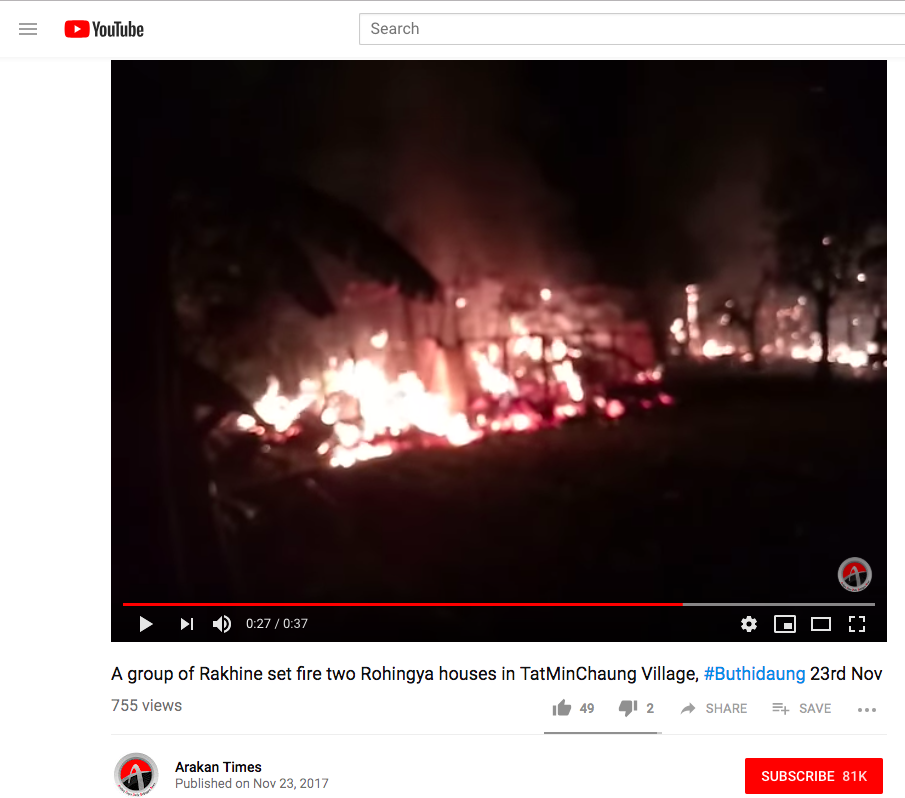 YouTube
Search
0:27 / 0:37
A group of Rakhine set fire two Rohingya houses in TatMinChaung Village, #Buthidaung 23rd Nov
755 views
49
2
SHARE
SAVE
Arakan Times
Published on Nov 23, 2017
SUBSCRIBE 81K